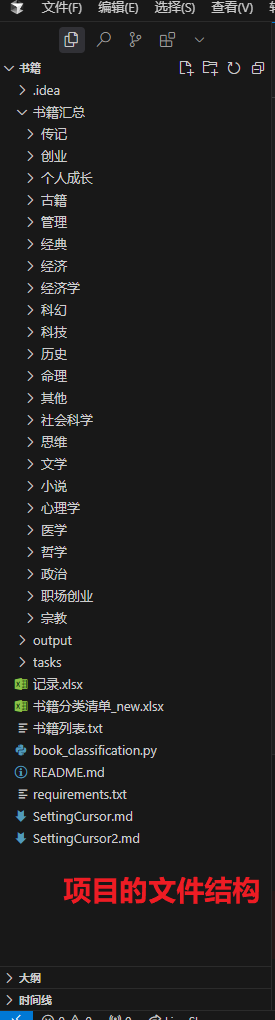 文件(F) 编辑(E) 选择(S) 查看(V)
书籍
.idea
书籍汇总
传记
创业
个人成长
古籍
管理
经典
经济
经济学
科幻
科技
历史
命理
其他
社会科学
思维
文学
小说
心理学
医学
哲学
政治
职场创业
宗教
output
tasks
记录.xlsx
书籍分类清单_new.xlsx
书籍列表.txt
book_classification.py
README.md
requirements.txt
SettingCursor.md
SettingCursor2.md
项目的文件结构
大纲
时间线